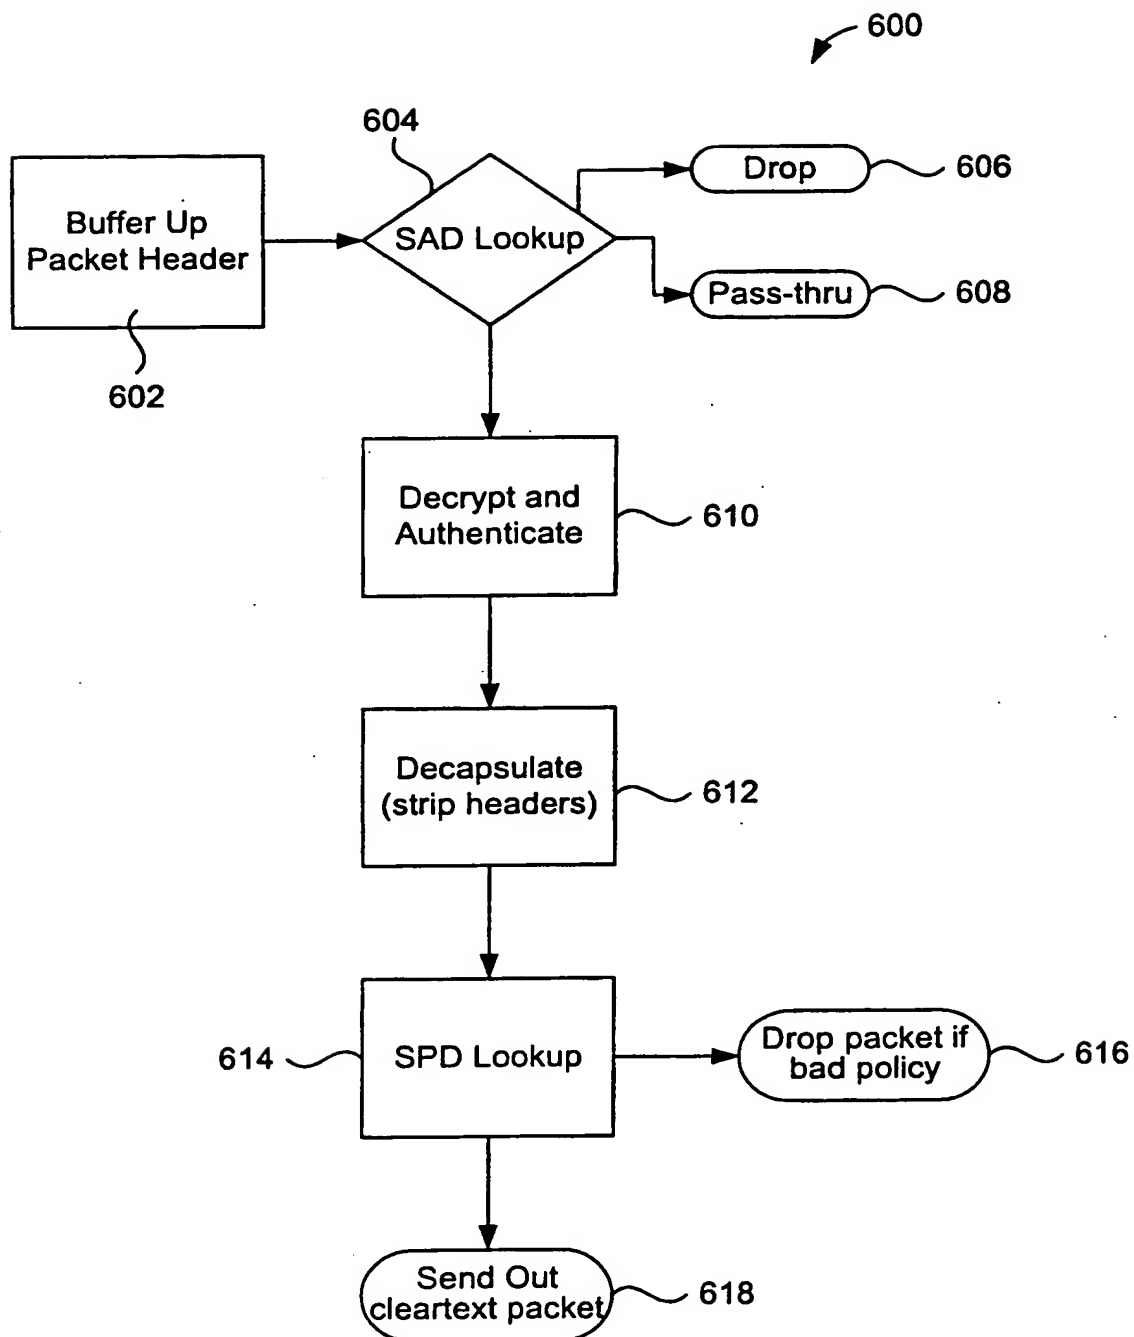 600
604
Buffer Up
Packet Header
602
SAD Lookup
Drop
606
Pass-thru
608
Decrypt and
Authenticate
610
Decapsulate
(strip headers)
612
614
SPD Lookup
Drop packet if
bad policy
616
Send Out
cleartext packet
618